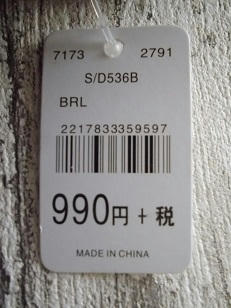 7173 2791
S/D536B
BRL
2217833359597
990円 + 税
MADE IN CHINA